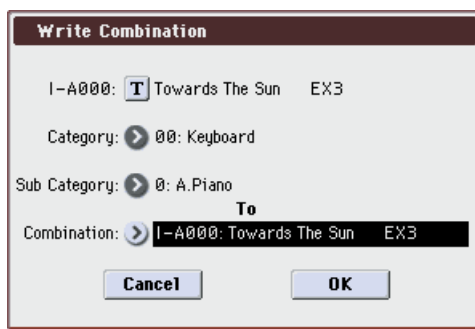 Write Combination
I-A000: T Towards The Sun EX3
Category: 00: Keyboard
Sub Category: 0: A.Piano
To
Combination: I-A000: Towards The Sun EX3
Cancel OK